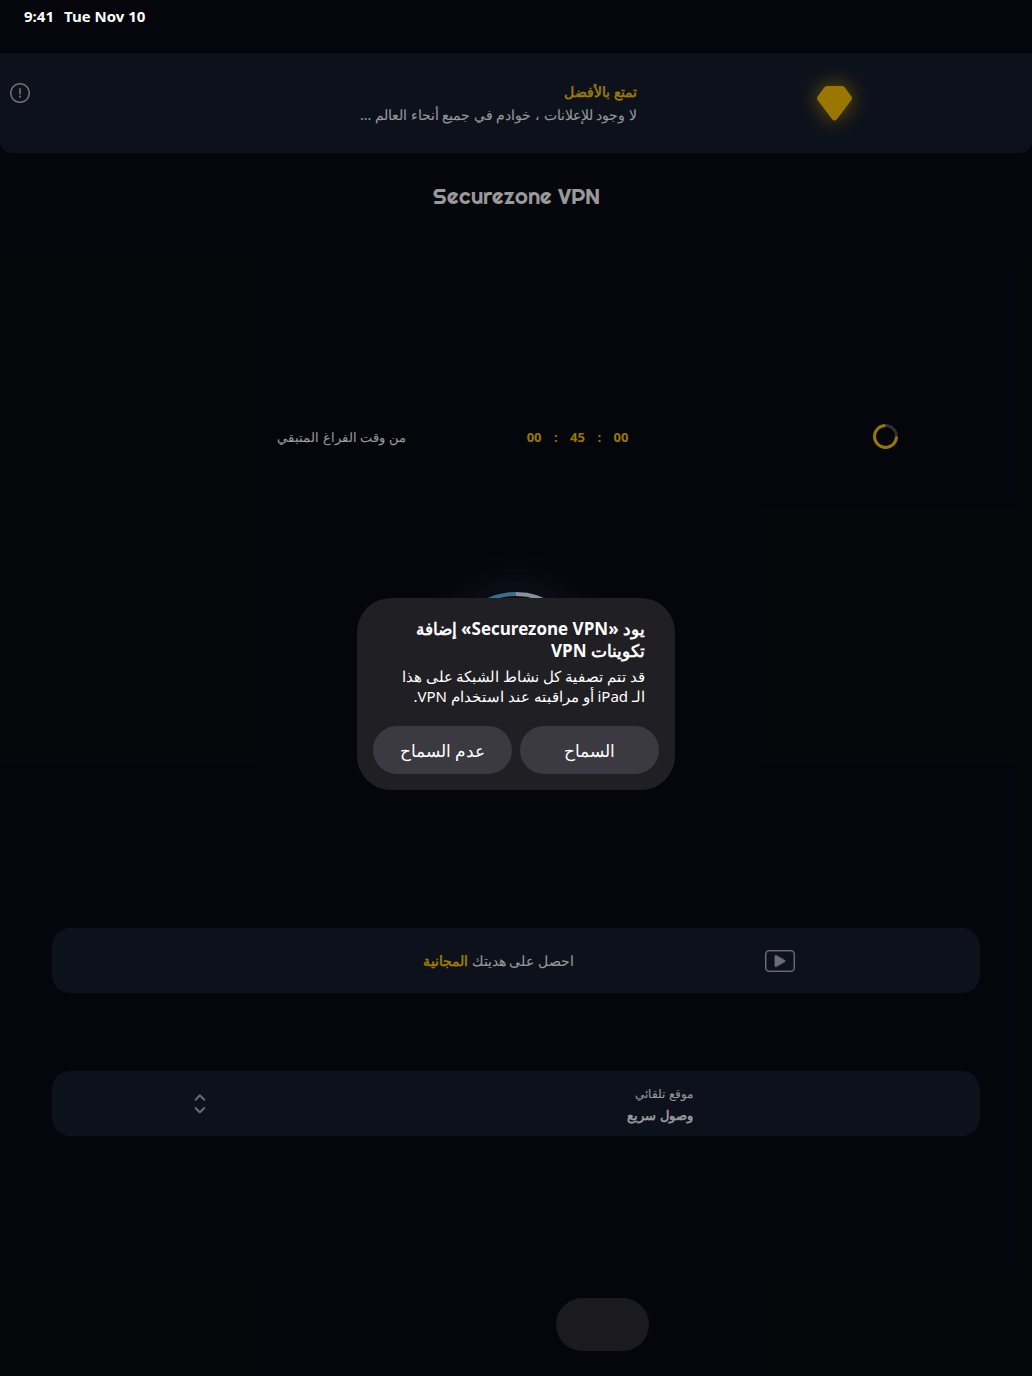 9:41 Tue Nov 10
تمتع بالأفضل
لا وجود للإعلانات ، خوادم في جميع أنحاء العالم ...
Securezone VPN
00 : 45 : 00
من وقت الفراغ المتبقي
يود «Securezone VPN» إضافة
تكوينات VPN
قد تتم تصفية كل نشاط الشبكة على هذا
الـ iPad أو مراقبته عند استخدام VPN.
السماح
عدم السماح
احصل على هديتك المجانية
موقع تلقائي
وصول سريع